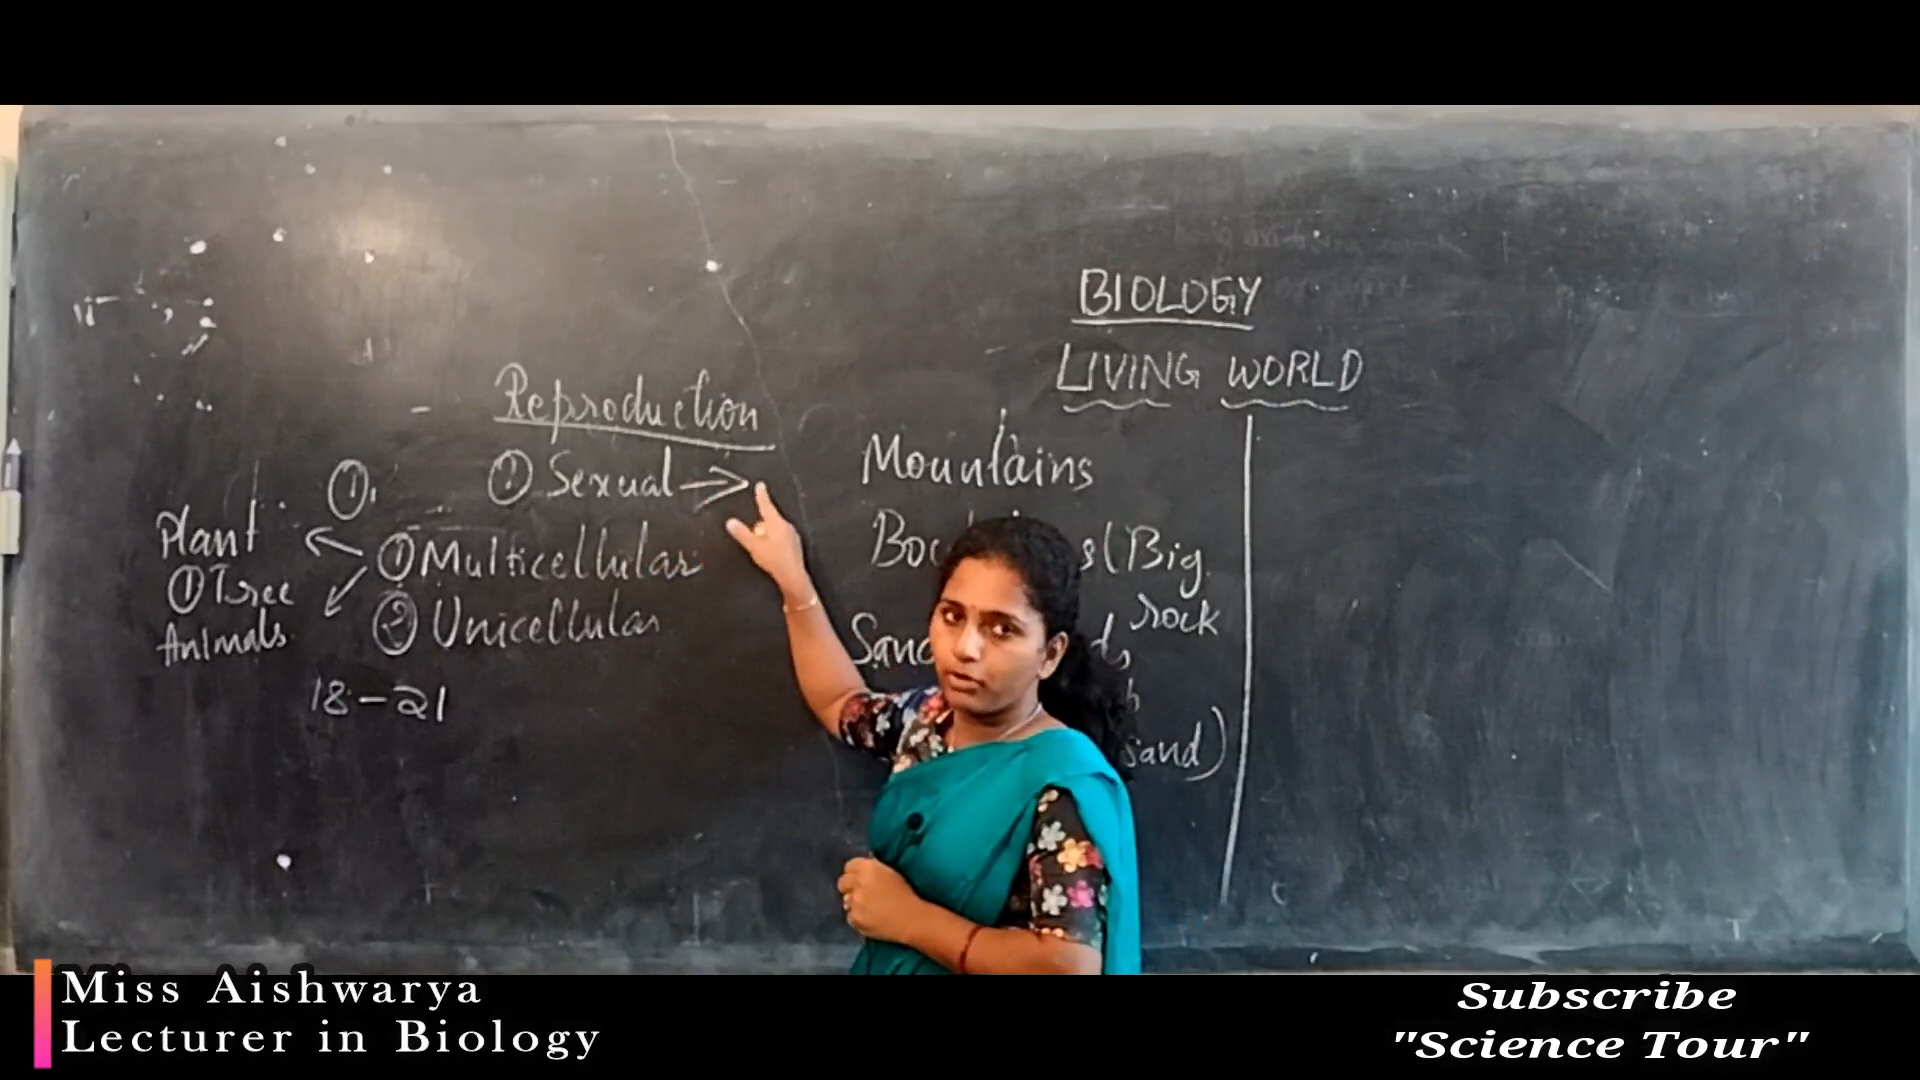 BIOLOGY
LIVING WORLD
Reproduction
① Sexual →
①.
Plant
① Multicellular
① Tree
② Unicellular
Animals.
18-21
Mountains
(Big
rock
sand)
Miss Aishwarya
Lecturer in Biology
Subscribe
"Science Tour"